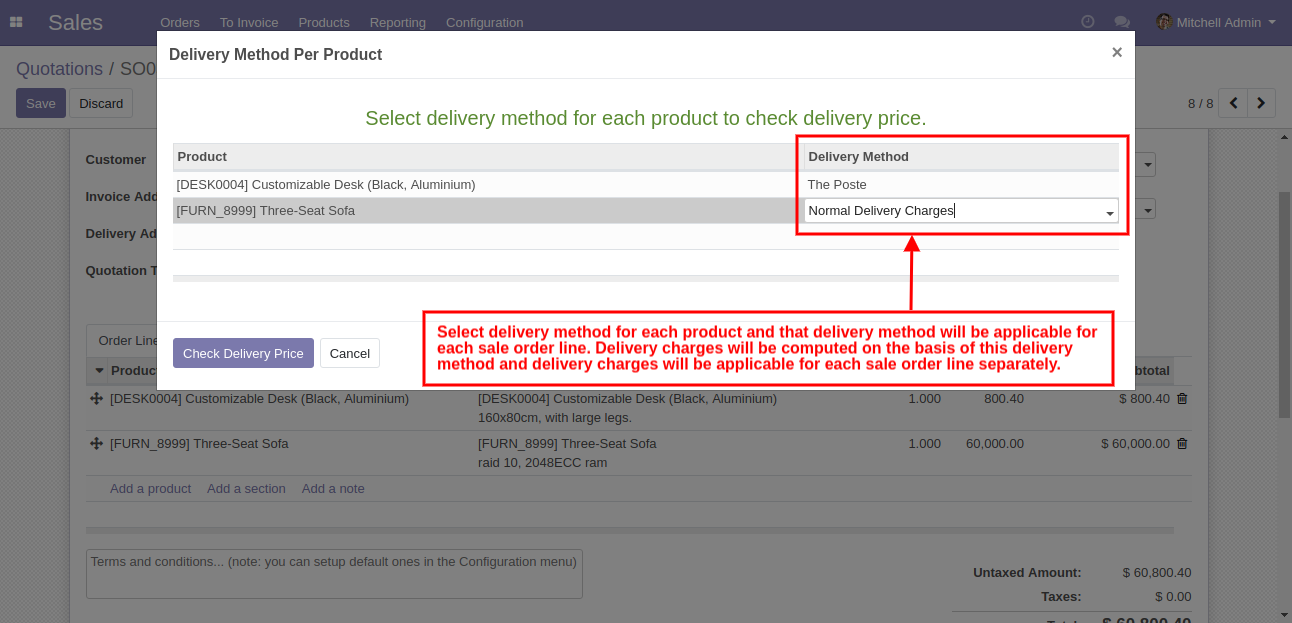 Sales Orders To Invoice Products Reporting Configuration Mitchell Admin
Delivery Method Per Product ×
Quotations / SO0
Save Discard 8 / 8
Select delivery method for each product to check delivery price.
Product Delivery Method
[DESK0004] Customizable Desk (Black, Aluminium) The Poste
[FURN_8999] Three-Seat Sofa Normal Delivery Charges
Customer
Invoice Add
Delivery Ad
Quotation T
Select delivery method for each product and that delivery method will be applicable for
each sale order line. Delivery charges will be computed on the basis of this delivery
method and delivery charges will be applicable for each sale order line separately.
Check Delivery Price Cancel
Order Line
Produc btotal
[DESK0004] Customizable Desk (Black, Aluminium) [DESK0004] Customizable Desk (Black, Aluminium) 1.000 800.40 $ 800.40
160x80cm, with large legs.
[FURN_8999] Three-Seat Sofa [FURN_8999] Three-Seat Sofa 1.000 60,000.00 $ 60,000.00
raid 10, 2048ECC ram
Add a product Add a section Add a note
Terms and conditions... (note: you can setup default ones in the Configuration menu)
Untaxed Amount: $ 60,800.40
Taxes: $ 0.00
$ 60,800.40